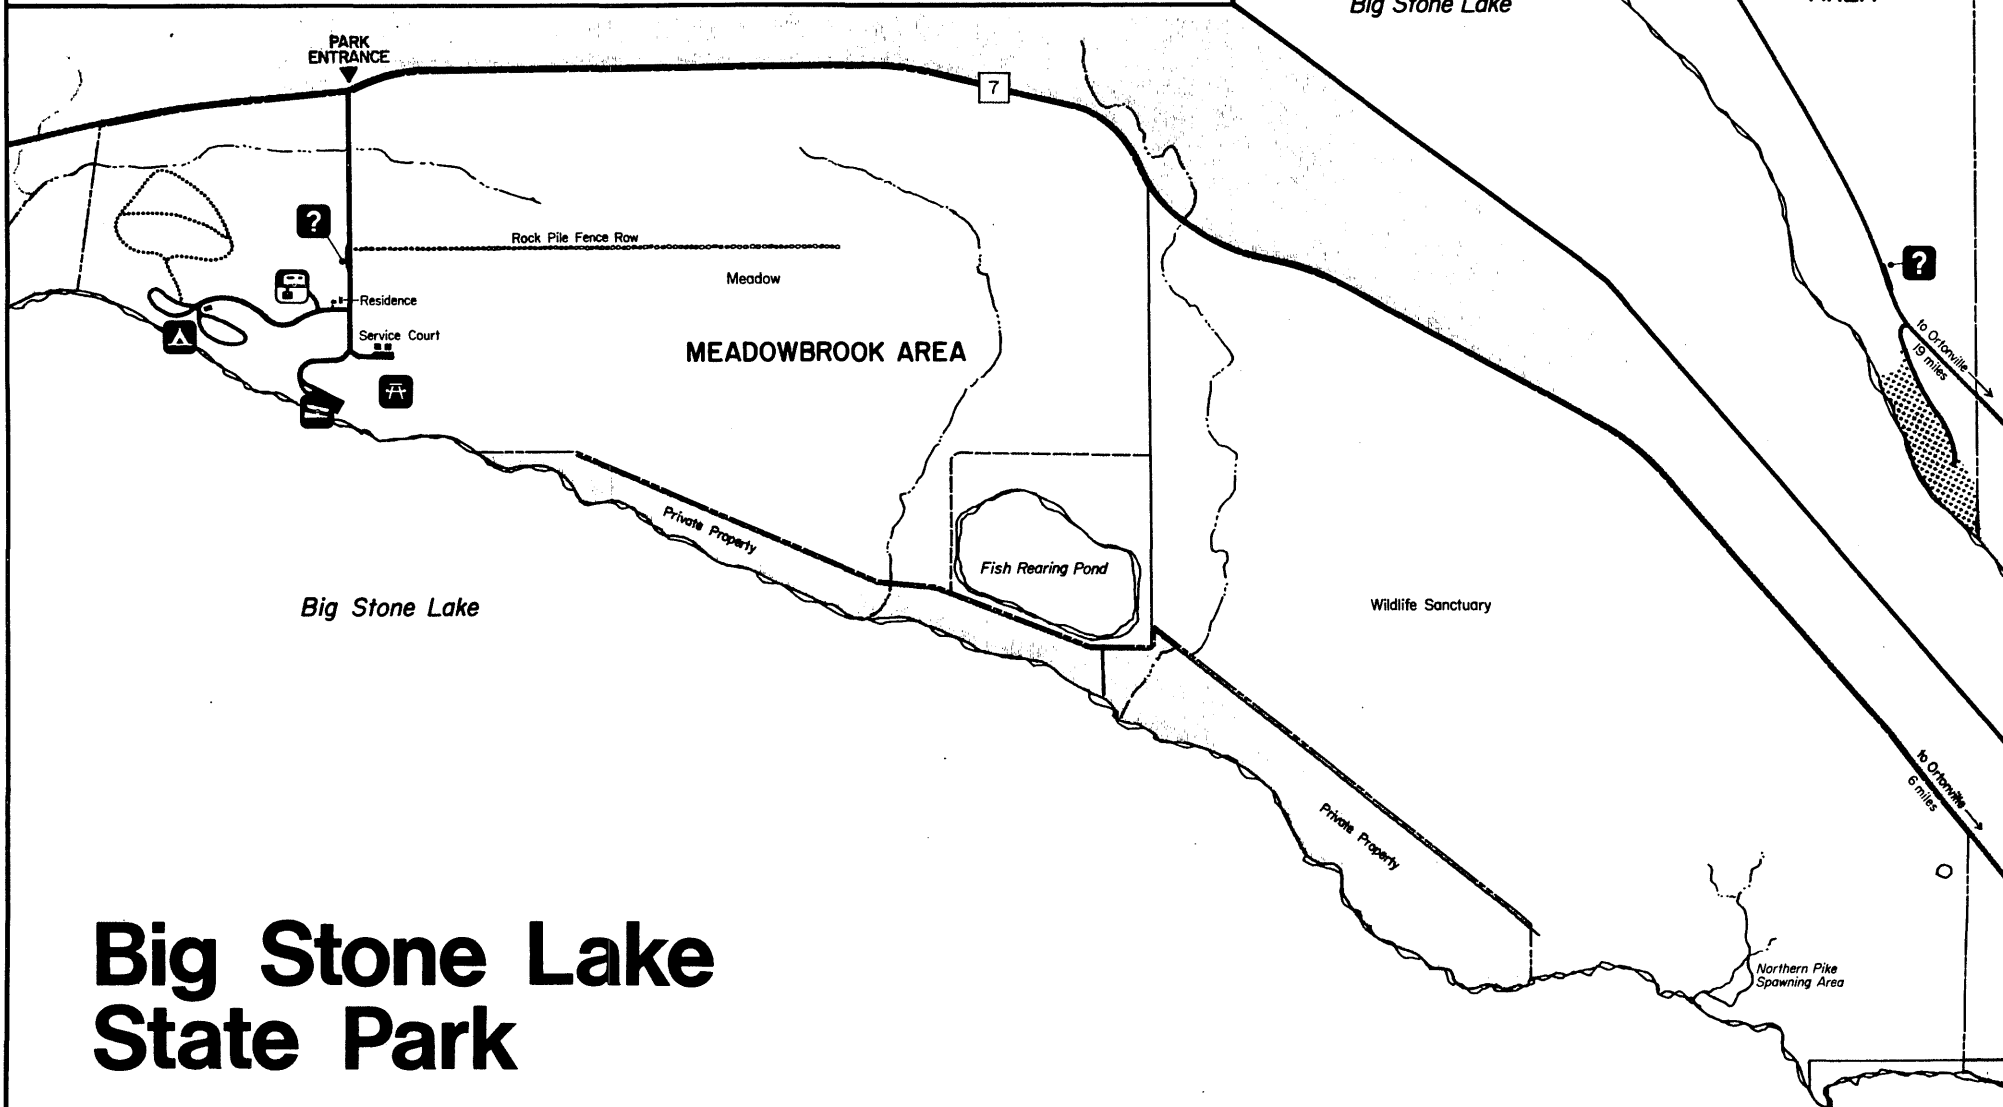 Big Stone Lake
PARK
ENTRANCE
7
?
Rock Pile Fence Row
Meadow
?
Residence
Service Court
MEADOWBROOK AREA
to Ortonville
19 miles
Private Property
Fish Rearing Pond
Big Stone Lake
Wildlife Sanctuary
to Ortonville
6 miles
Private Property
Northern Pike
Spawning Area
Big Stone Lake
State Park